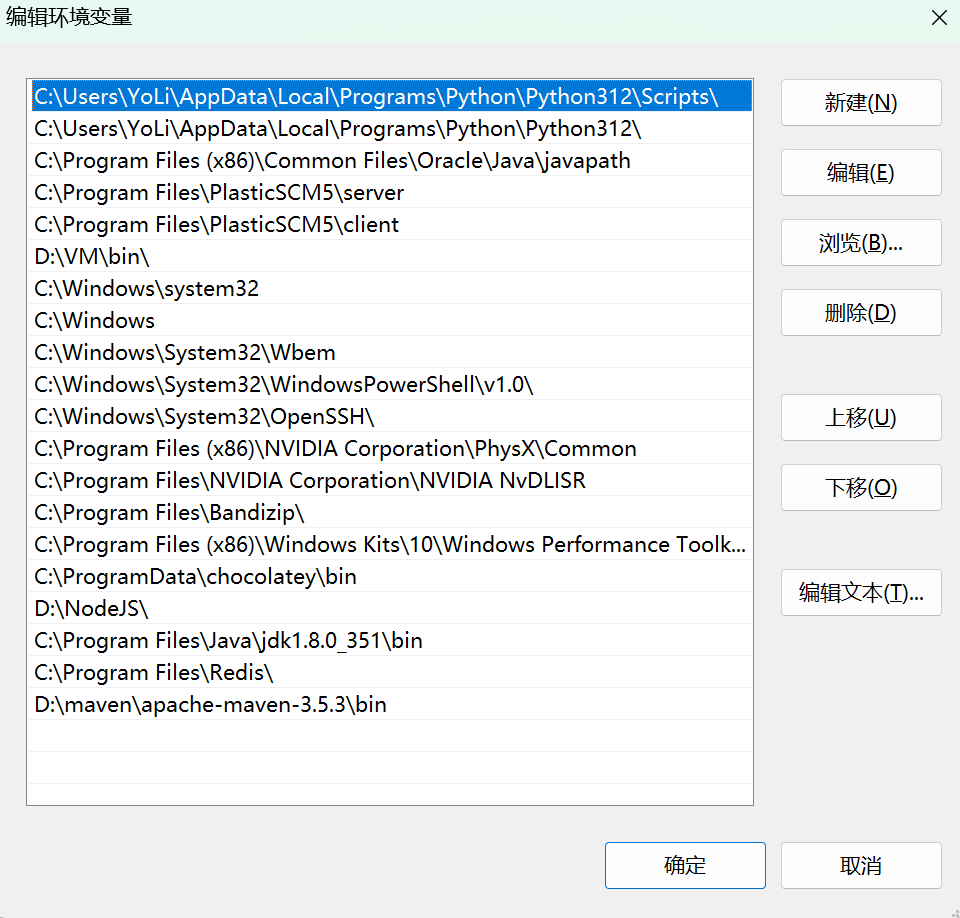 编辑环境变量
C:\Users\YoLi\AppData\Local\Programs\Python\Python312\Scripts\
C:\Users\YoLi\AppData\Local\Programs\Python\Python312\
C:\Program Files (x86)\Common Files\Oracle\Java\javapath
C:\Program Files\PlasticSCM5\server
C:\Program Files\PlasticSCM5\client
D:\VM\bin\
C:\Windows\system32
C:\Windows
C:\Windows\System32\Wbem
C:\Windows\System32\WindowsPowerShell\v1.0\
C:\Windows\System32\OpenSSH\
C:\Program Files (x86)\NVIDIA Corporation\PhysX\Common
C:\Program Files\NVIDIA Corporation\NVIDIA NvDLISR
C:\Program Files\Bandizip\
C:\Program Files (x86)\Windows Kits\10\Windows Performance Toolk...
C:\ProgramData\chocolatey\bin
D:\NodeJS\
C:\Program Files\Java\jdk1.8.0_351\bin
C:\Program Files\Redis\
D:\maven\apache-maven-3.5.3\bin
新建(N)
编辑(E)
浏览(B)...
删除(D)
上移(U)
下移(O)
编辑文本(T)...
确定
取消